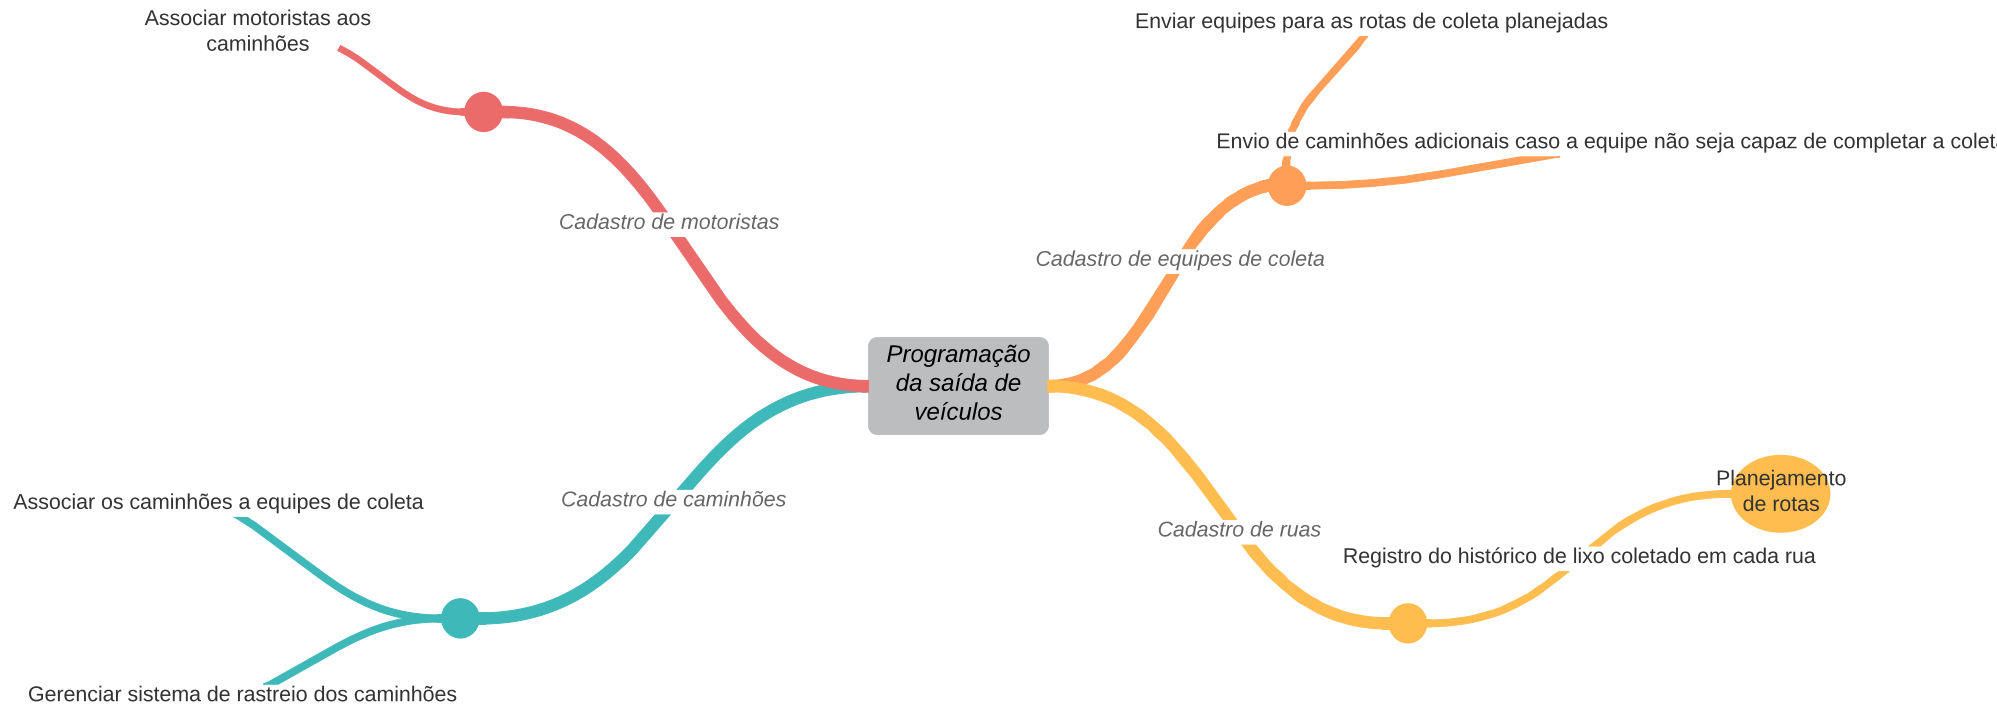 Associar motoristas aos
caminhões
Enviar equipes para as rotas de coleta planejadas
Envio de caminhões adicionais caso a equipe não seja capaz de completar a
Cadastro de motoristas
Cadastro de equipes de coleta
Programação
da saída de
veículos
Associar os caminhões a equipes de coleta
Cadastro de caminhões
Cadastro de ruas
Planejamento
de rotas
Registro do histórico de lixo coletado em cada rua
Gerenciar sistema de rastreio dos caminhões